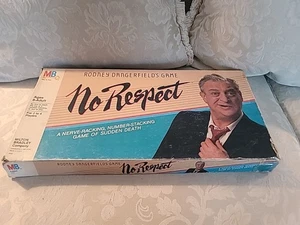 MB
RODNEY DANGERFIELD'S GAME
No Respect
A NERVE-RACKING, NUMBER-STACKING
GAME OF SUDDEN DEATH
MILTON
BRADLEY
Company
MB
RODNEY DANGERFIELD'S GAME
No Respect